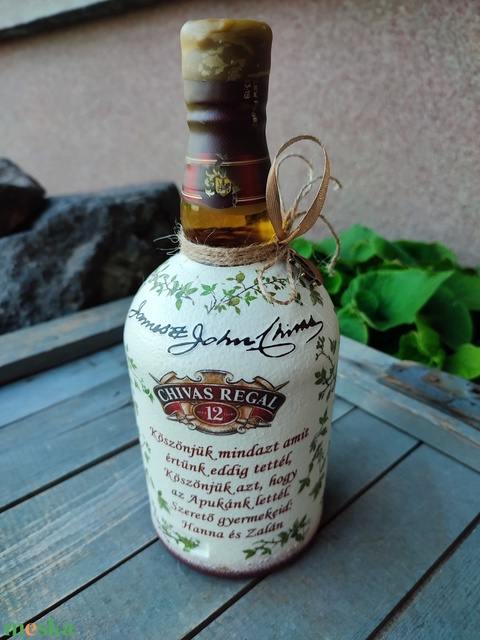 James & John Chivas
CHIVAS REGAL
12
Köszönjük mindazt amit
értünk eddig tettél,
Köszönjük azt, hogy
az Apukánk lettél.
Szerető gyermekeid:
Hanna és Zalán
meska